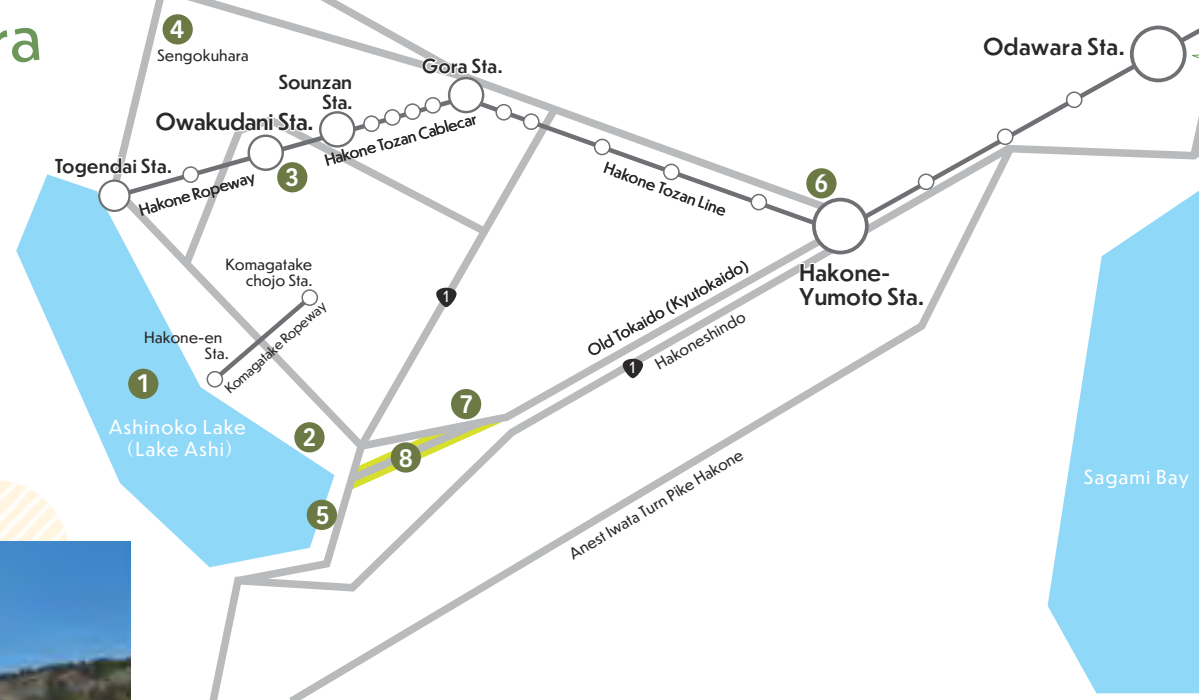 ra
4
Sengokuhara
Odawara Sta.
Gora Sta.
Sounzan
Sta.
Owakudani Sta.
Hakone Tozan Cablecar
Togendai Sta.
3
Hakone Ropeway
Hakone Tozan Line
6
Hakone-
Yumoto Sta.
Komagatake
chojo Sta.
Hakone-en
Sta.
Komagatake Ropeway
1
Old Tokaido (Kyutokaido)
1
Hakoneshindo
1
Ashinoko Lake
(Lake Ashi)
2
7
8
5
Anest Iwata Turn Pike Hakone
Sagami Bay